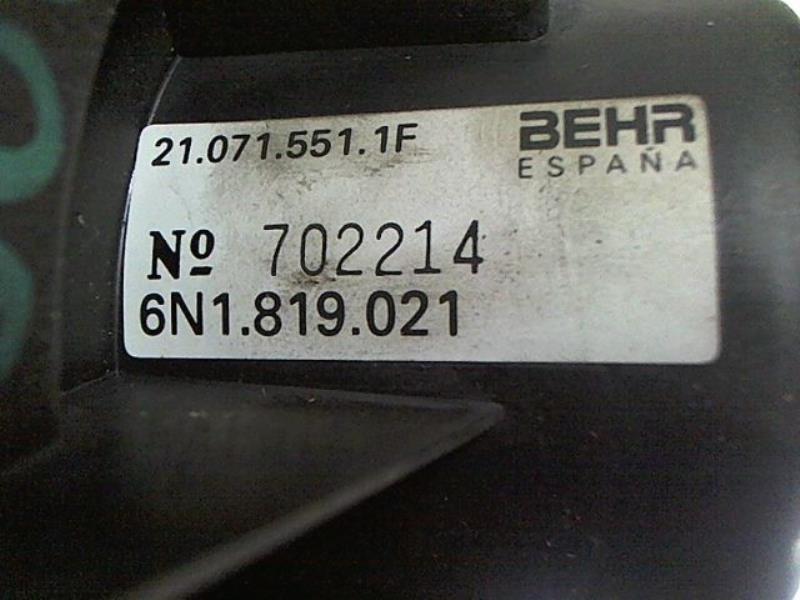 21.071.551.1F
BEHR
ESPAÑA
Nº 702214
6N1.819.021